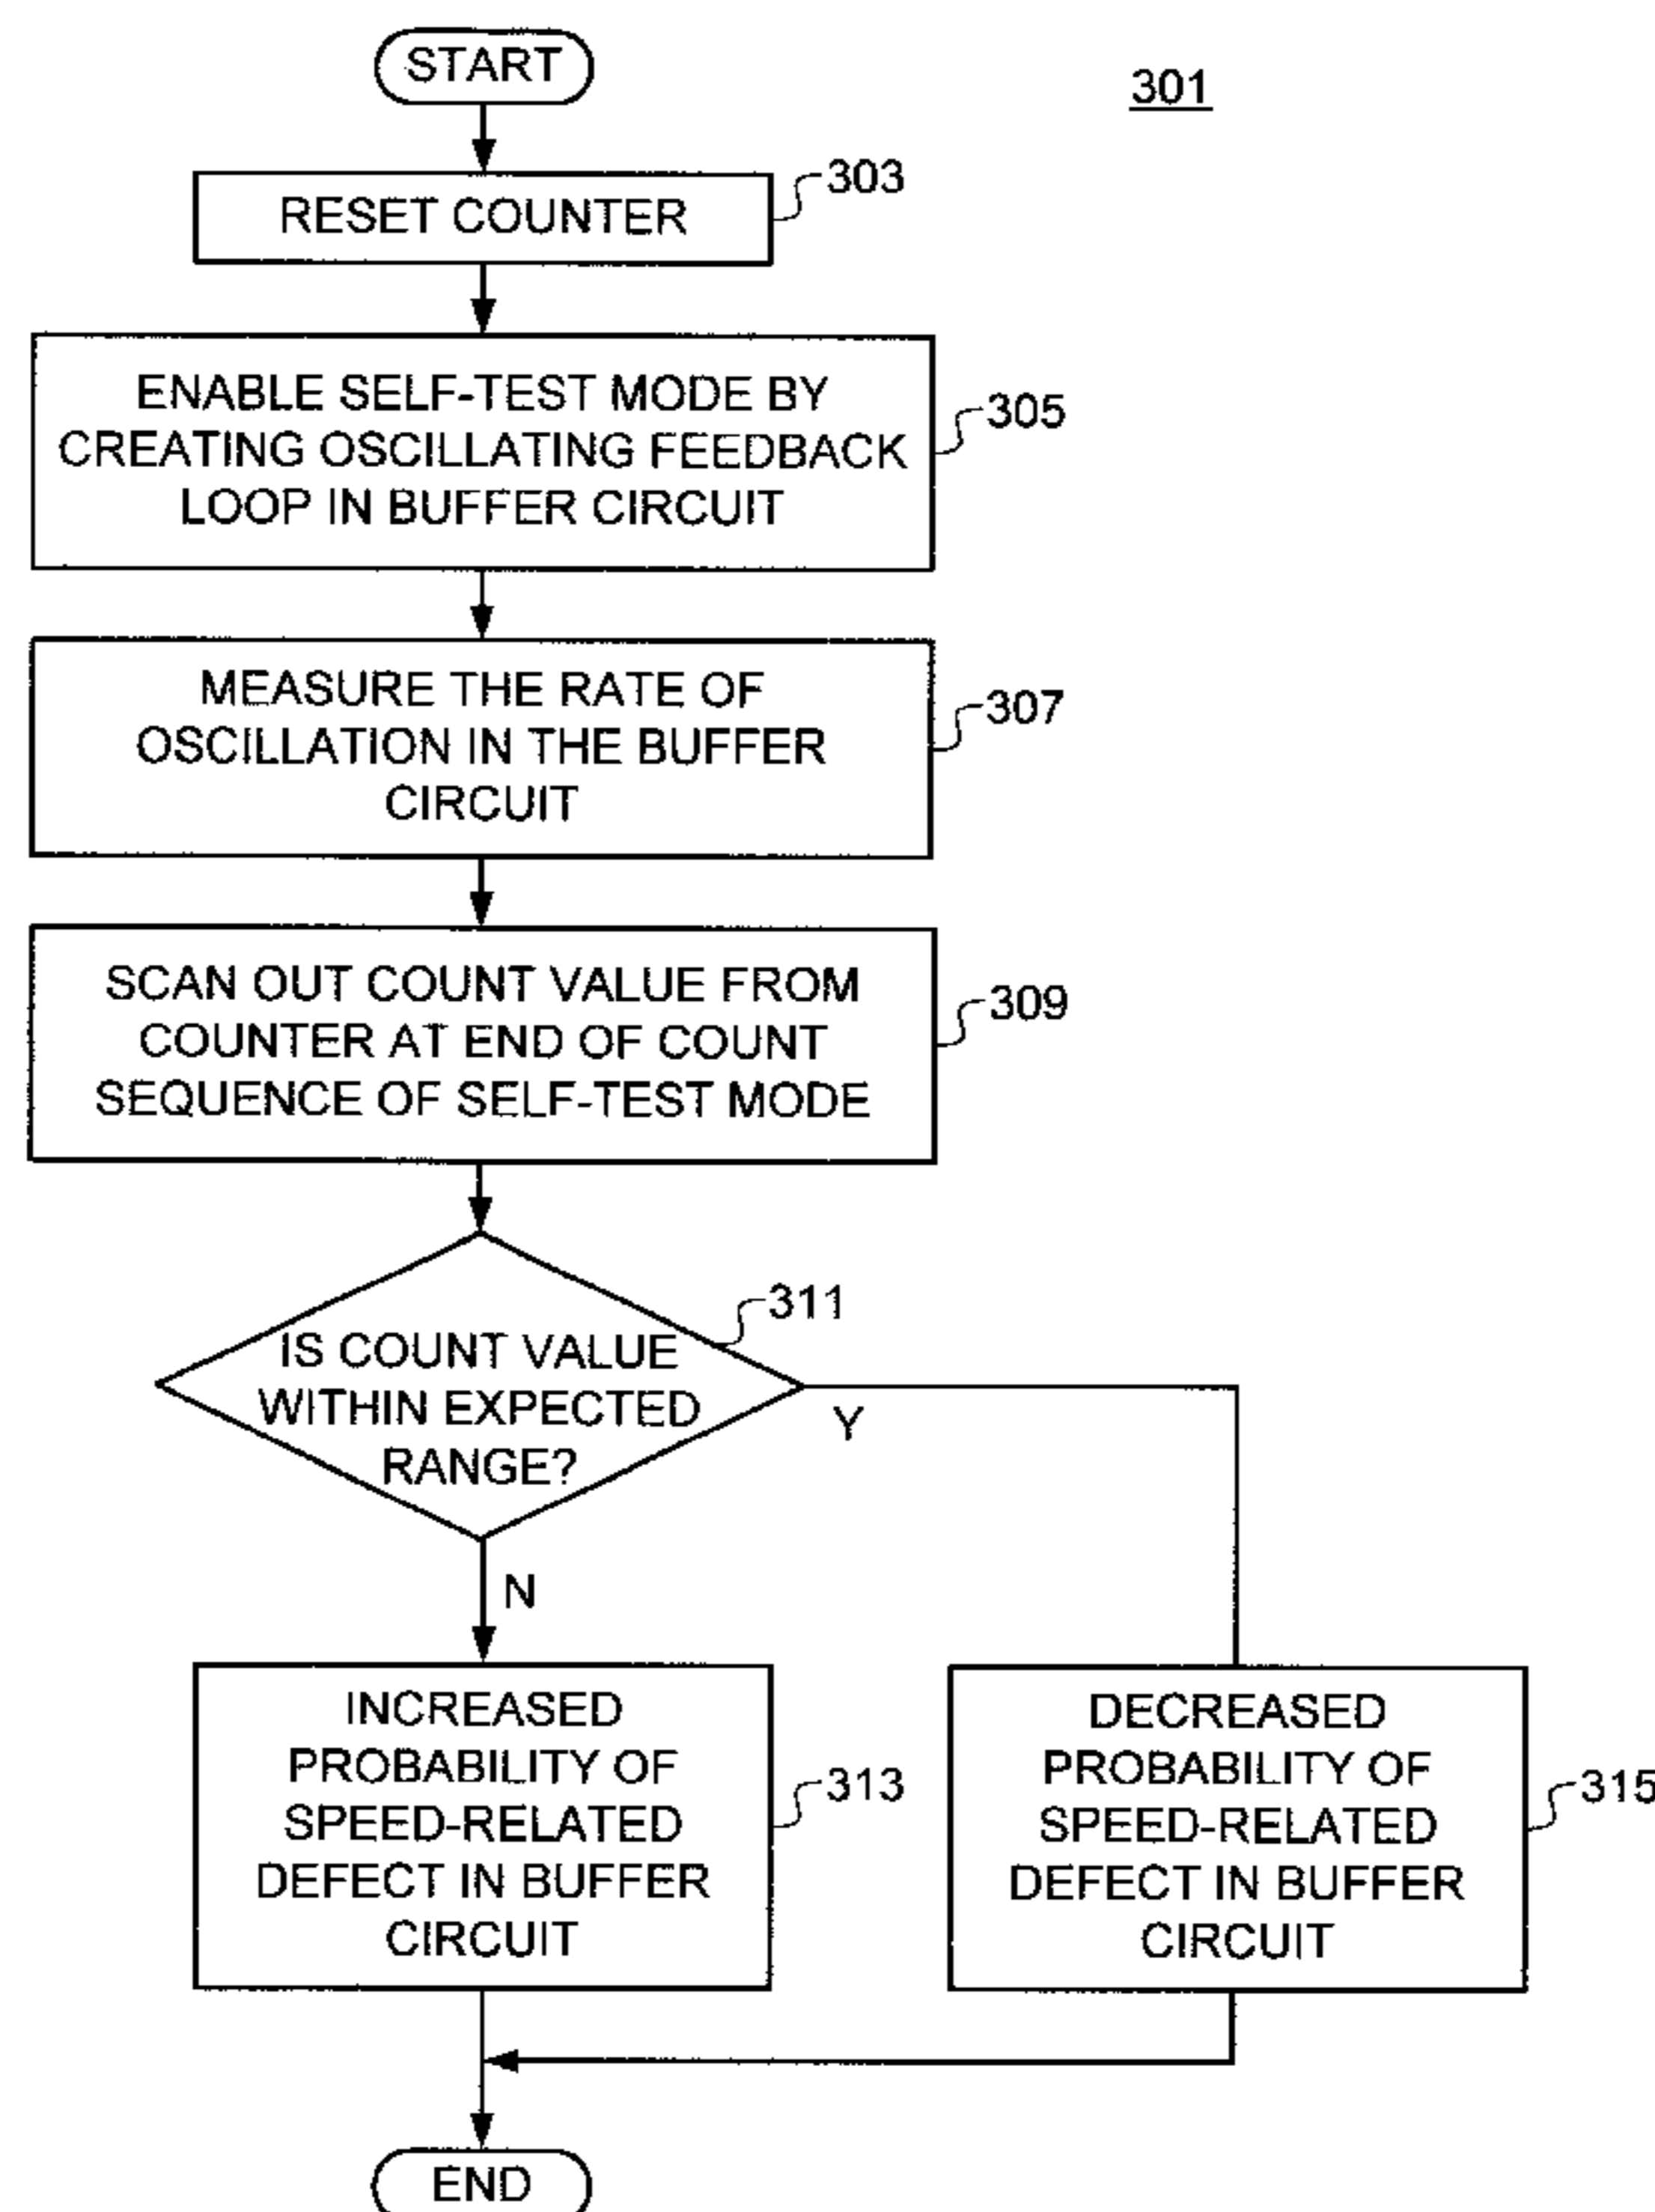 START
301
303
RESET COUNTER
ENABLE SELF-TEST MODE BY
CREATING OSCILLATING FEEDBACK
LOOP IN BUFFER CIRCUIT
305
MEASURE THE RATE OF
OSCILLATION IN THE BUFFER
CIRCUIT
307
SCAN OUT COUNT VALUE FROM
COUNTER AT END OF COUNT
SEQUENCE OF SELF-TEST MODE
309
311
IS COUNT VALUE
WITHIN EXPECTED
RANGE?
Y
N
INCREASED
PROBABILITY OF
SPEED-RELATED
DEFECT IN BUFFER
CIRCUIT
313
DECREASED
PROBABILITY OF
SPEED-RELATED
DEFECT IN BUFFER
CIRCUIT
315
END